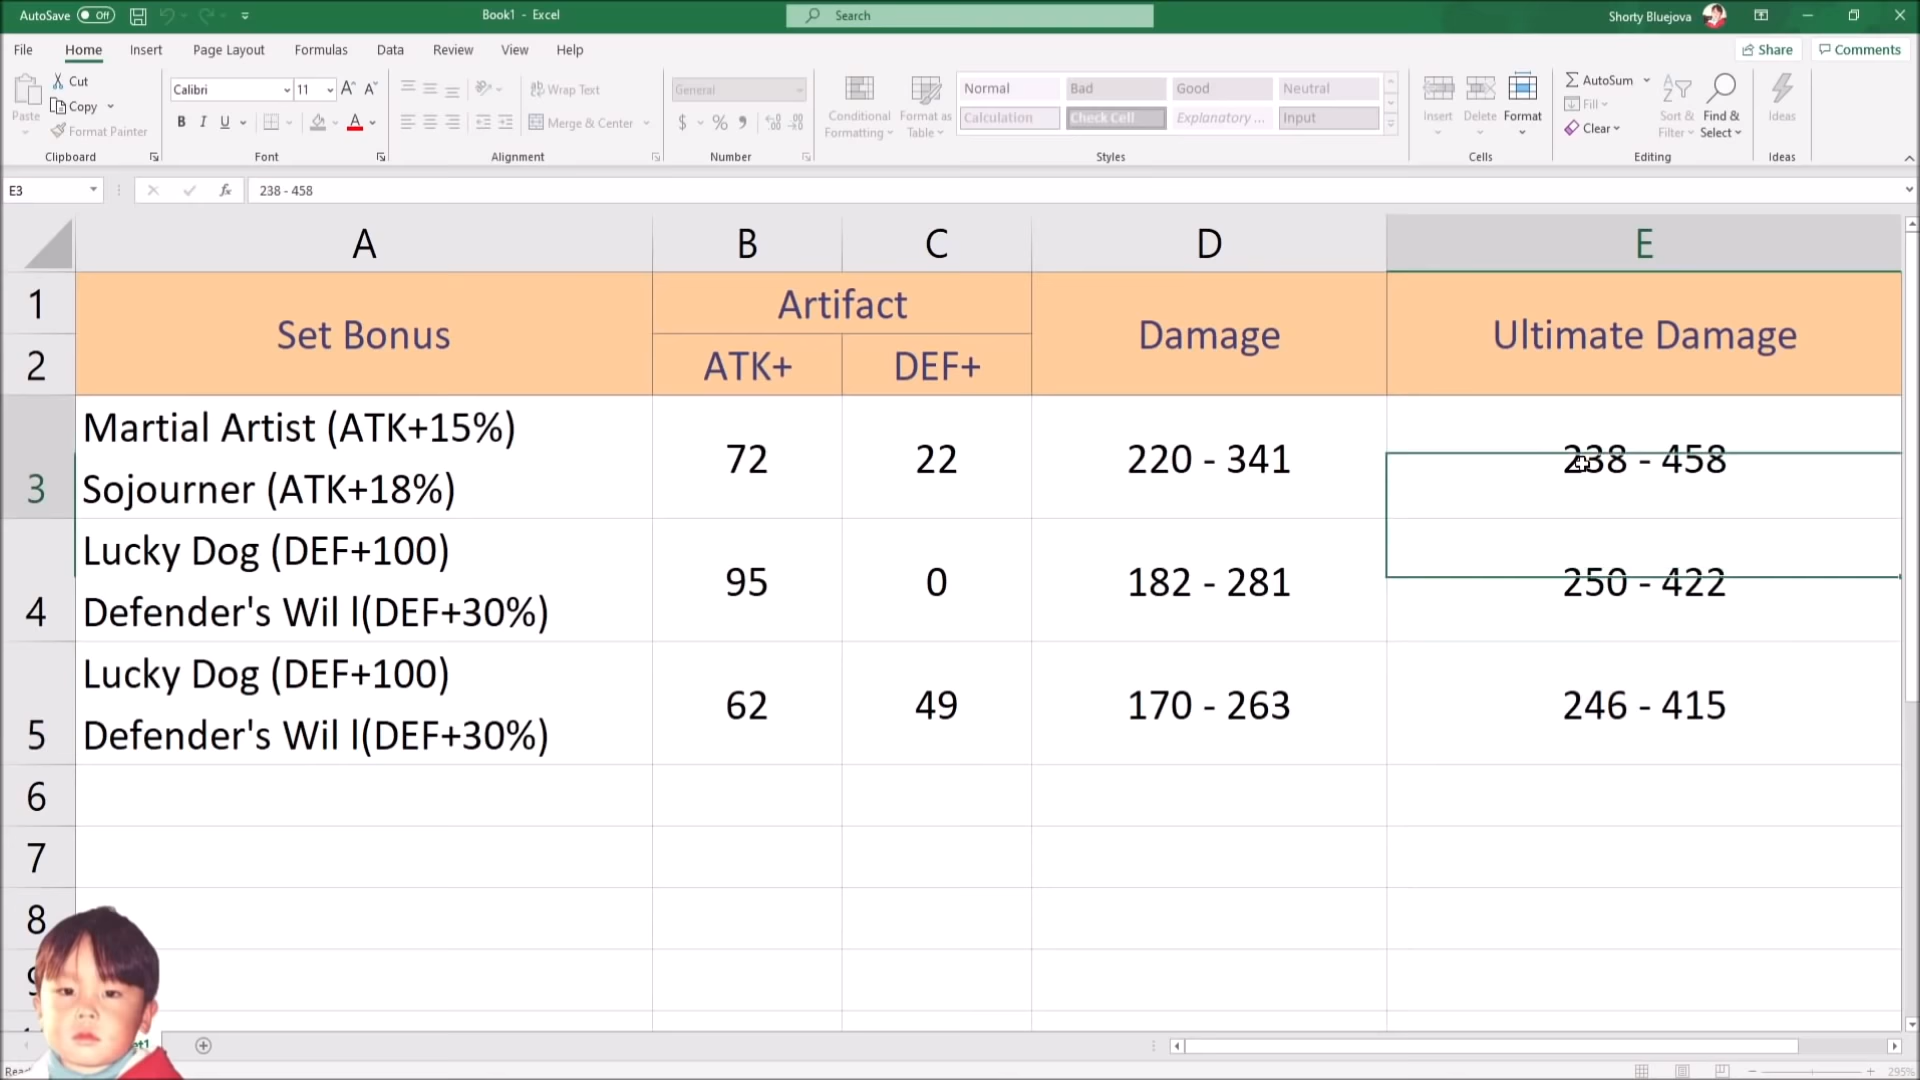 AutoSave Off Book1 - Excel Search Shorty Bluejova
File Home Insert Page Layout Formulas Data Review View Help Share Comments
Paste Cut Copy Format Painter Clipboard
Calibri 11 A A B I U A Font
Wrap Text Merge & Center Alignment
General $ % Number
Conditional Formatting Format as Table
Normal Bad Good Neutral
Calculation Check Cell Explanatory ... Input
Styles
Insert Delete Format Cells
AutoSum Fill Clear Sort & Filter Find & Select Editing
Ideas Ideas
E3 fx 238 - 458
A B C D E
1 Set Bonus Artifact Damage Ultimate Damage
2 ATK+ DEF+
Martial Artist (ATK+15%)
3 Sojourner (ATK+18%) 72 22 220 - 341 238 - 458
Lucky Dog (DEF+100)
4 Defender's Wil l(DEF+30%) 95 0 182 - 281 250 - 422
Lucky Dog (DEF+100)
5 Defender's Wil l(DEF+30%) 62 49 170 - 263 246 - 415
6
7
8
295%